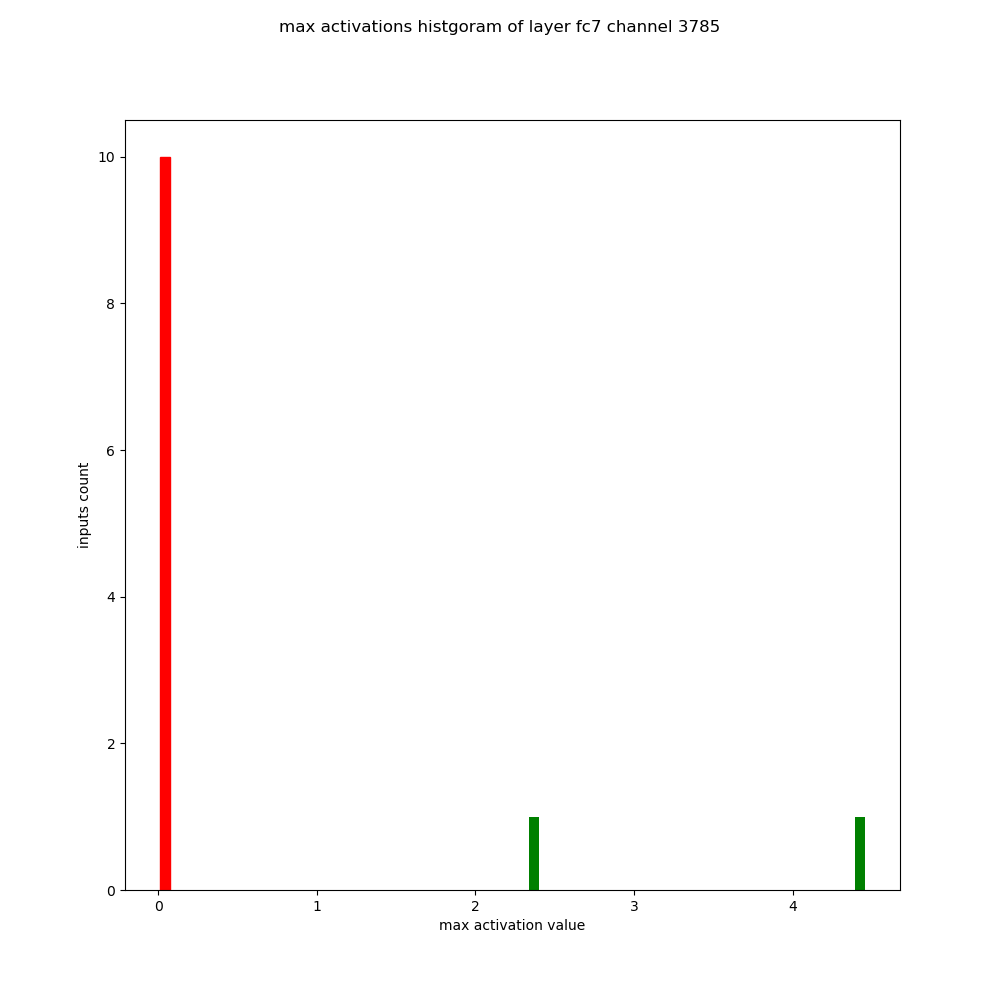 max activations histgoram of layer fc7 channel 3785
10
8
6
4
2
0
inputs count
0 1 2 3 4
max activation value